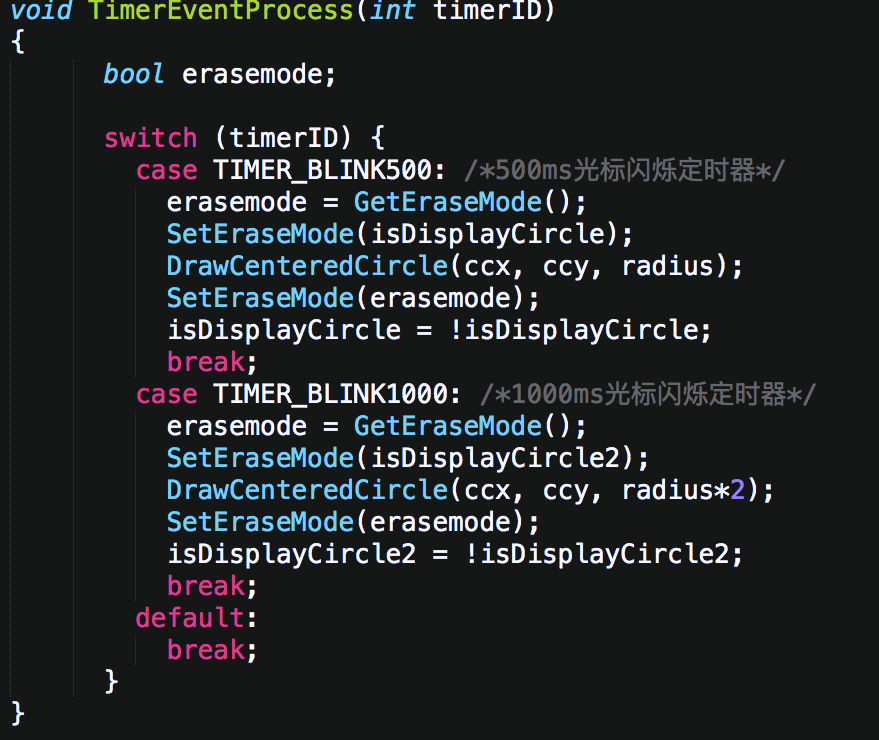 void TimerEventProcess(int timerID)
{
bool erasemode;
switch (timerID) {
case TIMER_BLINK500: /*500ms光标闪烁定时器*/
erasemode = GetEraseMode();
SetEraseMode(isDisplayCircle);
DrawCenteredCircle(ccx, ccy, radius);
SetEraseMode(erasemode);
isDisplayCircle = !isDisplayCircle;
break;
case TIMER_BLINK1000: /*1000ms光标闪烁定时器*/
erasemode = GetEraseMode();
SetEraseMode(isDisplayCircle2);
DrawCenteredCircle(ccx, ccy, radius*2);
SetEraseMode(erasemode);
isDisplayCircle2 = !isDisplayCircle2;
break;
default:
break;
}
}